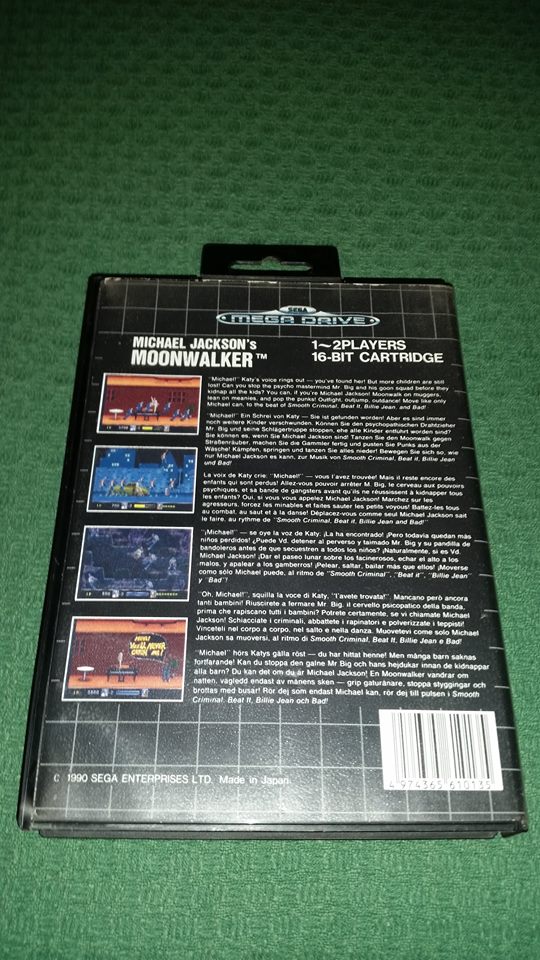 SEGA
MEGA DRIVE
MICHAEL JACKSON's
MOONWALKER™
1~2PLAYERS
16-BIT CARTRIDGE
"Michael!" Katy's voice rings out — you've found her! But more children are still
lost! Can you stop the psycho mastermind Mr. Big and his goon squad before they
kidnap all the kids? You can, if you're Michael Jackson! Moonwalk on muggers,
lean on meanies, and pop the punks! Outfight, outjump, outdance! Move like only
Michael can, to the beat of Smooth Criminal, Beat It, Billie Jean, and Bad!
"Michael!" Ein Schrei von Katy — Sie ist gefunden worden! Aber es sind immer
noch weitere Kinder verschwunden. Können Sie den psychopathischen Drahtzieher
Mr. Big und seine Schlägertruppe stoppen, ehe alle Kinder entführt worden sind?
Sie können es, wenn Sie Michael Jackson sind! Tanzen Sie den Moonwalk gegen
Straßenräuber, machen Sie die Gammler fertig und pusten Sie Punks aus der
Wäsche! Kämpfen, springen und tanzen Sie alles nieder! Bewegen Sie sich so, wie
nur Michael Jackson es kann, zur Musik von Smooth Criminal, Beat It, Billie Jean
und Bad!
La voix de Katy crie: "Michael!" — vous l'avez trouvée! Mais il reste encore des
enfants qui sont perdus! Allez-vous pouvoir arrêter M. Big, le cerveau aux pouvoirs
psychiques, et sa bande de gangsters avant qu'ils ne réussissent à kidnapper tous
les enfants? Oui, si vous vous appelez Michael Jackson! Marchez sur les
agresseurs, forcez les minables et faites sauter les petits voyous! Battez-les tous
au combat, au saut et à la danse! Déplacez-vous comme seul Michael Jackson sait
le faire, au rythme de "Smooth Criminal, Beat it, Billie Jean and Bad!"
"¡Michael!" — se oye la voz de Katy: ¡La ha encontrado! ¡Pero todavía quedan más
niños perdidos! ¿Puede Vd. detener al perverso y taimado Mr. Big y su pandilla de
bandoleros antes de que secuestren a todos los niños? ¡Naturalmente, si es Vd.
Michael Jackson! ¡Dar el paseo lunar sobre los facinerosos, echar el alto a los
malos, y apalear a los gamberros! ¡Pelear, saltar, bailar más que ellos! ¡Moverse
como sólo Michael puede, al ritmo de "Smooth Criminal", "Beat it", "Billie Jean"
y "Bad"!
"Oh, Michael!", squilla la voce di Katy, "l'avete trovata!" Mancano però ancora
tanti bambini! Riuscirete a fermare Mr. Big, il cervello psicopatico della banda,
prima che rapiscano tutti i bambini? Potrete certamente, se vi chiamate Michael
Jackson! Schiacciate i criminali, abbattete i rapinatori e polverizzate i teppisti!
Vinceteli nel corpo a corpo, nel salto e nella danza. Muovetevi come solo Michael
Jackson sa muoversi, al ritmo di Smooth Criminal, Beat It, Billie Jean e Bad!
"Michael" hörs Katys gälla röst — du har hittat henne! Men många barn saknas
fortfarande! Kan du stoppa den galne Mr Big och hans hejdukar innan de kidnappar
alla barn? Du kan det om du är Michael Jackson! En Moonwalker vandrar om
natten, vägledd endast av månens sken — grip gaturånare, stoppa styggingar och
brottas med busar! Rör dej som endast Michael kan, rör dej till pulsen i Smooth
Criminal, Beat It, Billie Jean och Bad!
YOU'LL NEVER
CATCH ME!
© 1990 SEGA ENTERPRISES LTD. Made in Japan
4 974365 610135